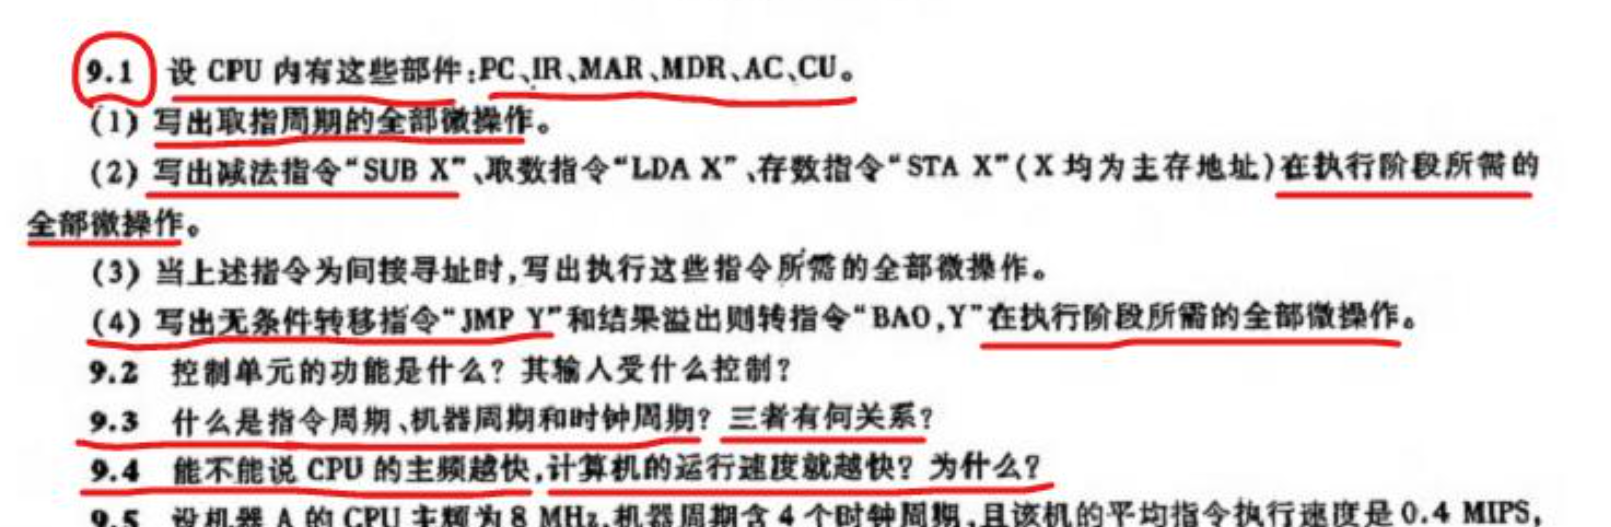 9.1 设 CPU 内有这些部件:PC、IR、MAR、MDR、AC、CU。
(1) 写出取指周期的全部微操作。
(2) 写出减法指令“SUB X”、取数指令“LDA X”、存数指令“STA X”(X 均为主存地址)在执行阶段所需的
全部微操作。
(3) 当上述指令为间接寻址时,写出执行这些指令所需的全部微操作。
(4) 写出无条件转移指令“JMP Y”和结果溢出则转指令“BAO,Y”在执行阶段所需的全部微操作。
9.2 控制单元的功能是什么? 其输人受什么控制?
9.3 什么是指令周期、机器周期和时钟周期? 三者有何关系?
9.4 能不能说 CPU 的主频越快,计算机的运行速度就越快? 为什么?
9.5 设机器 A 的 CPU 主频为 8 MHz,机器周期含 4 个时钟周期,且该机的平均指令执行速度是 0.4 MIPS,